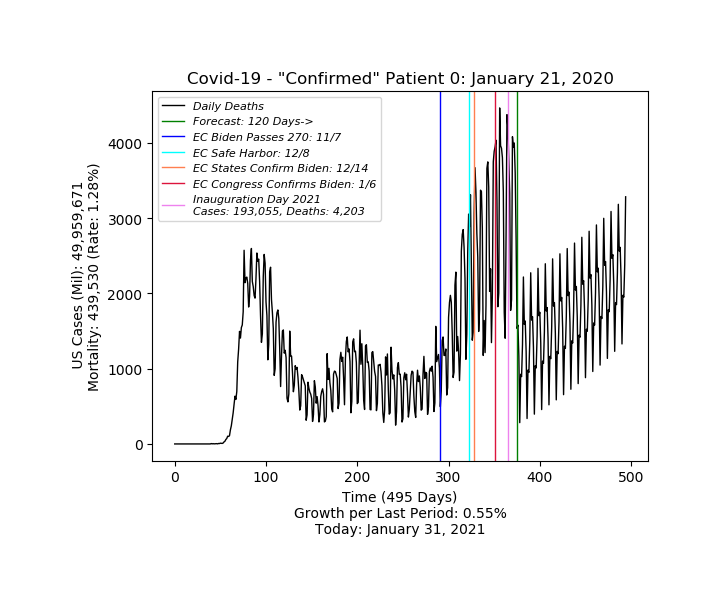 Covid-19 - "Confirmed" Patient 0: January 21, 2020
Daily Deaths
Forecast: 120 Days->
EC Biden Passes 270: 11/7
EC Safe Harbor: 12/8
EC States Confirm Biden: 12/14
EC Congress Confirms Biden: 1/6
Inauguration Day 2021
Cases: 193,055, Deaths: 4,203
US Cases (Mil): 49,959,671
Mortality: 439,530 (Rate: 1.28%)
4000
3000
2000
1000
0
0 100 200 300 400 500
Time (495 Days)
Growth per Last Period: 0.55%
Today: January 31, 2021